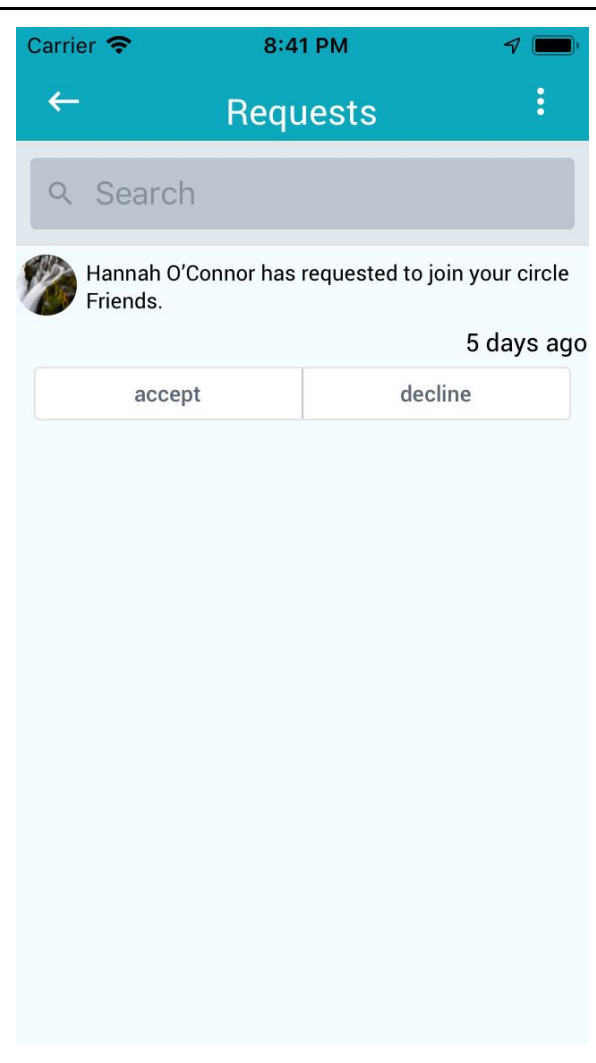 Carrier 8:41 PM
Requests
Search
Hannah O’Connor has requested to join your circle
Friends.
5 days ago
accept decline